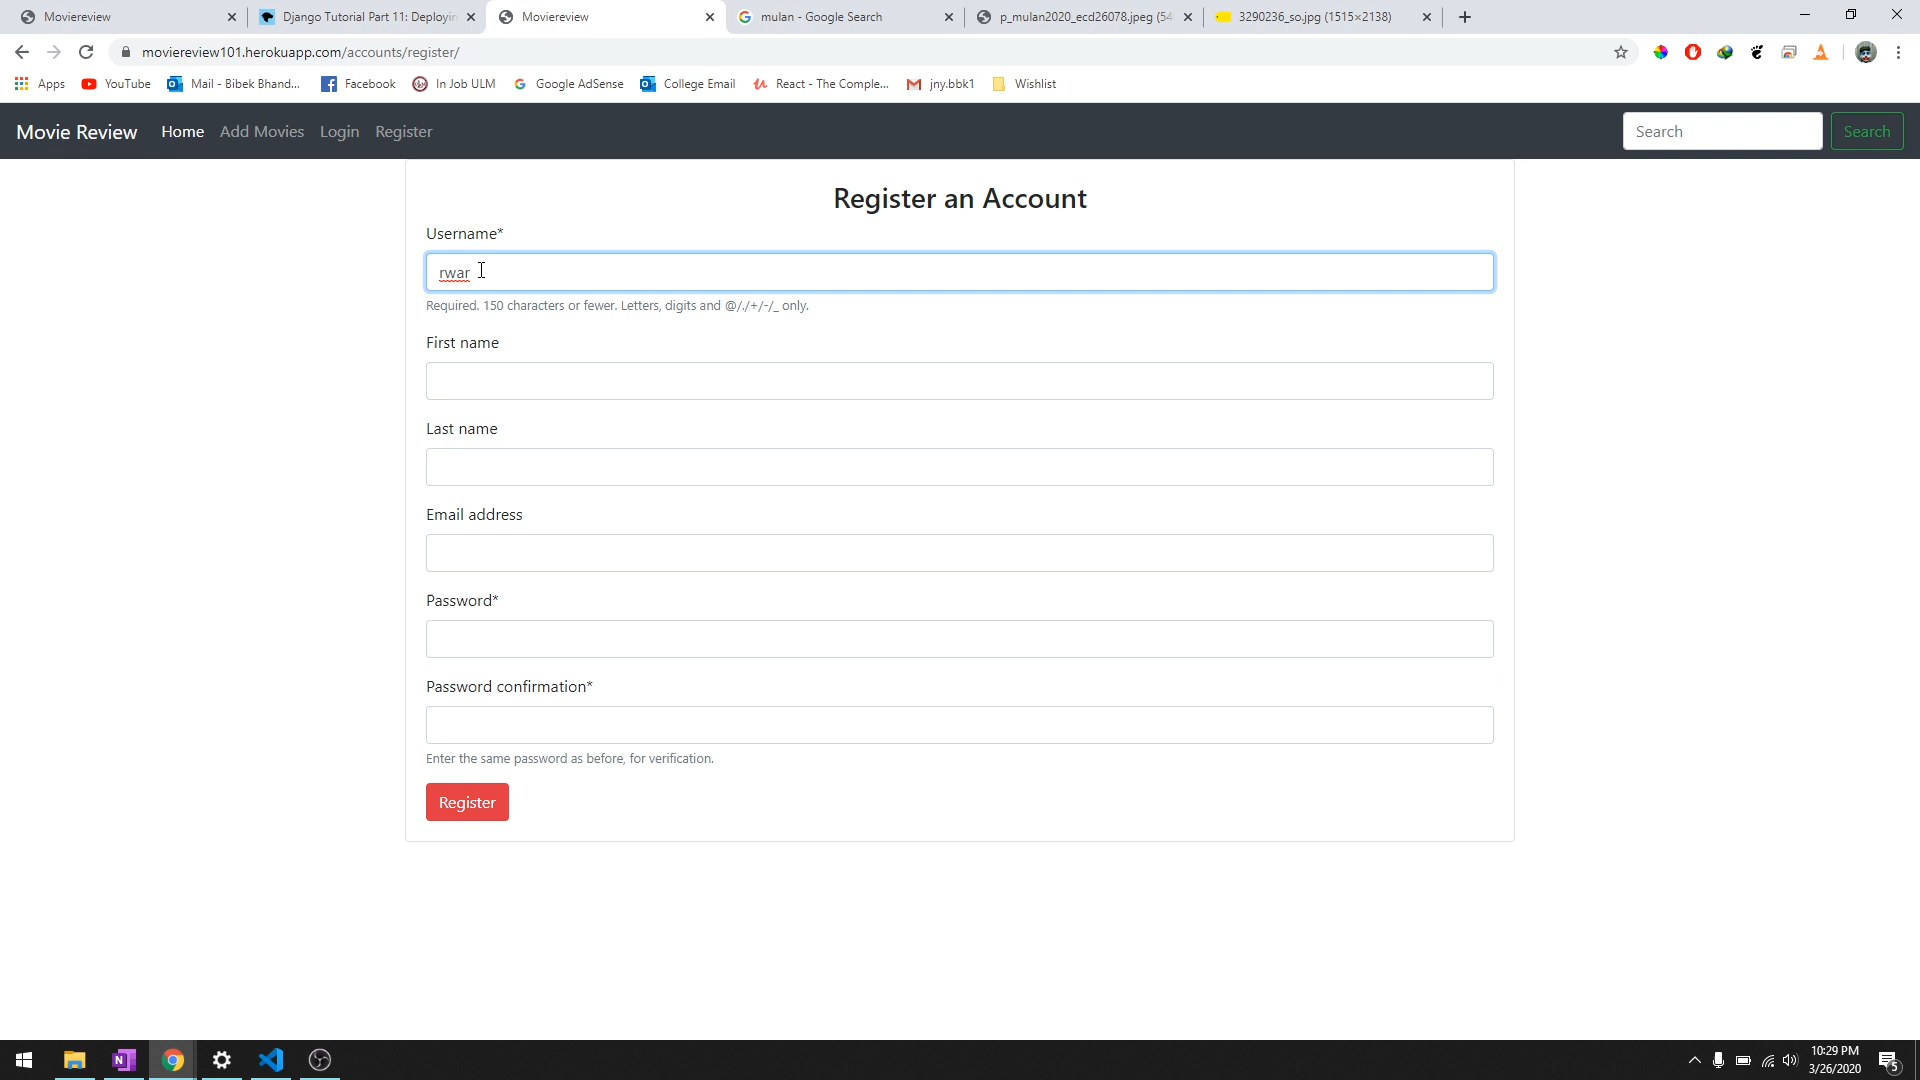 Moviereview
Django Tutorial Part 11: Deployin
Moviereview
mulan - Google Search
p_mulan2020_ecd26078.jpeg (54
3290236_so.jpg (1515×2138)
moviereview101.herokuapp.com/accounts/register/
Apps YouTube Mail - Bibek Bhand... Facebook In Job ULM Google AdSense College Email React - The Comple... jny.bbk1 Wishlist
Movie Review Home Add Movies Login Register Search Search
Register an Account
Username*
rwar
Required. 150 characters or fewer. Letters, digits and @/./+/-/_ only.
First name
Last name
Email address
Password*
Password confirmation*
Enter the same password as before, for verification.
Register
10:29 PM
3/26/2020
5